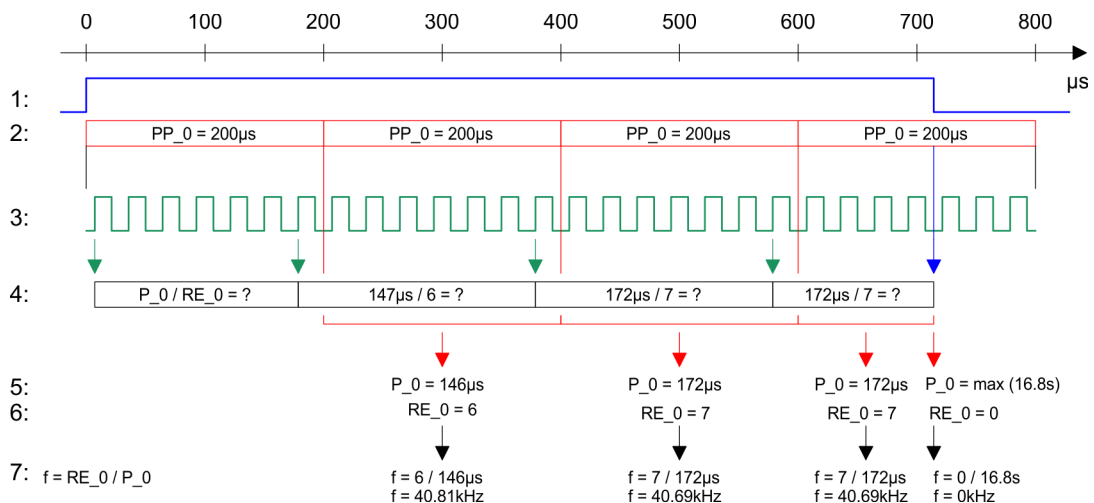 0 100 200 300 400 500 600 700 800
µs
1:
2: PP_0 = 200µs PP_0 = 200µs PP_0 = 200µs PP_0 = 200µs
3:
4: P_0 / RE_0 = ? 147µs / 6 = ? 172µs / 7 = ? 172µs / 7 = ?
5: P_0 = 146µs P_0 = 172µs P_0 = 172µs P_0 = max (16.8s)
6: RE_0 = 6 RE_0 = 7 RE_0 = 7 RE_0 = 0
7: f = RE_0 / P_0 f = 6 / 146µs f = 7 / 172µs f = 7 / 172µs f = 0 / 16.8s
f = 40.81kHz f = 40.69kHz f = 40.69kHz f = 0kHz